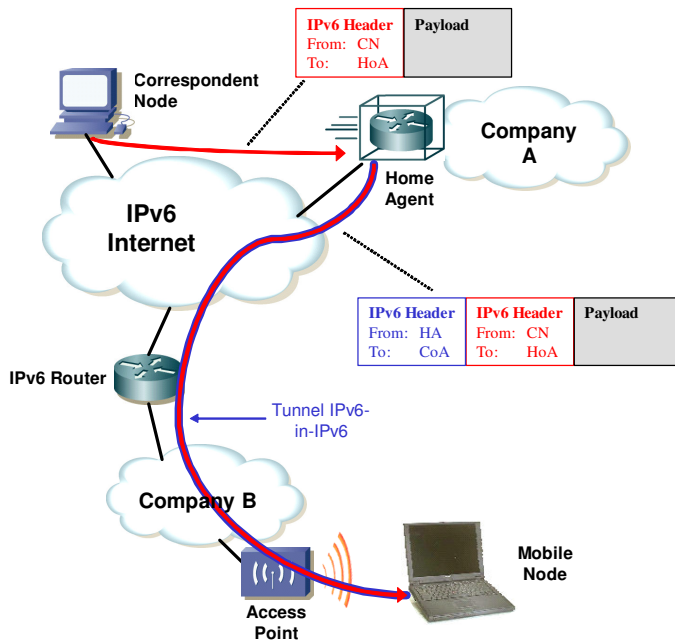 IPv6 Header
From: CN
To: HoA
Payload
Correspondent
Node
Company
A
Home
Agent
IPv6
Internet
IPv6 Header
From: HA
To: CoA
IPv6 Header
From: CN
To: HoA
Payload
IPv6 Router
Tunnel IPv6-
in-IPv6
Company B
Mobile
Node
Access
Point